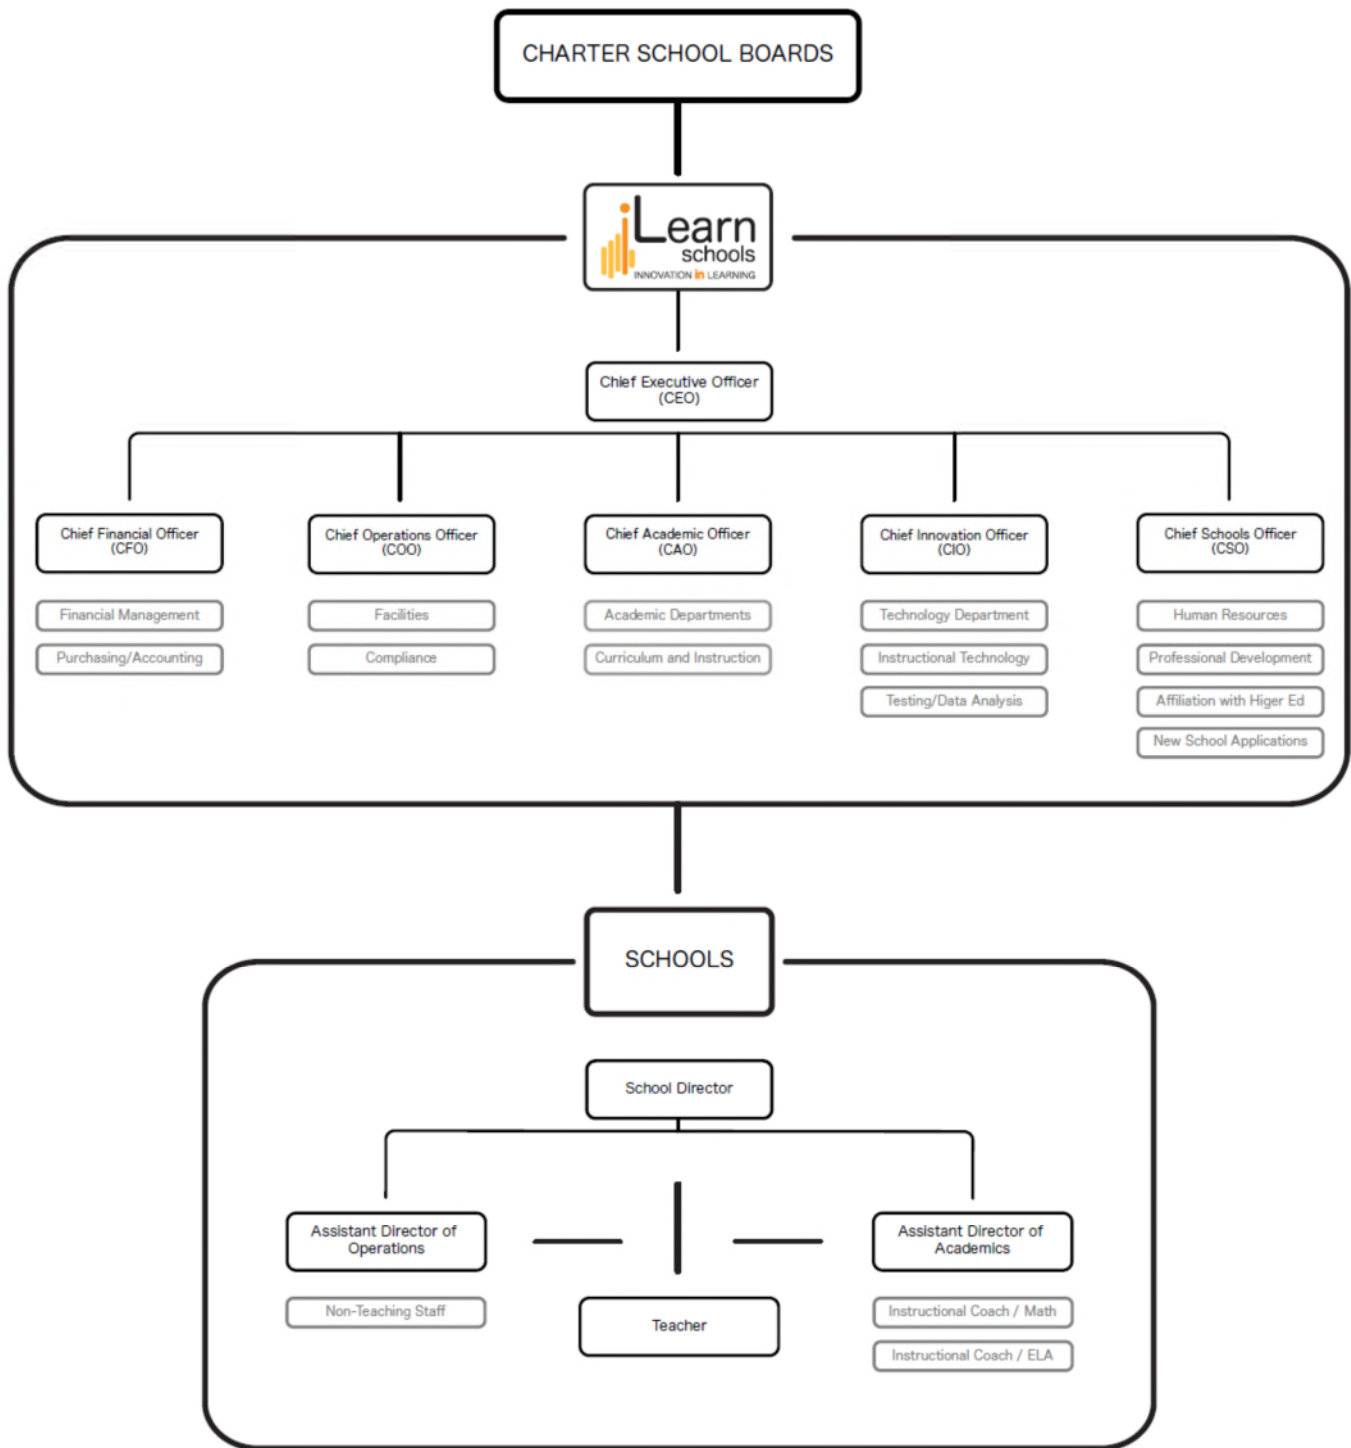 CHARTER SCHOOL BOARDS
iLearn
schools
INNOVATION in LEARNING
Chief Executive Officer
(CEO)
Chief Financial Officer
(CFO)
Financial Management
Purchasing/Accounting
Chief Operations Officer
(COO)
Facilities
Compliance
Chief Academic Officer
(CAO)
Academic Departments
Curriculum and Instruction
Chief Innovation Officer
(CIO)
Technology Department
Instructional Technology
Testing/Data Analysis
Chief Schools Officer
(CSO)
Human Resources
Professional Development
Affiliation with Higer Ed
New School Applications
SCHOOLS
School Director
Assistant Director of
Operations
Non-Teaching Staff
Teacher
Assistant Director of
Academics
Instructional Coach / Math
Instructional Coach / ELA